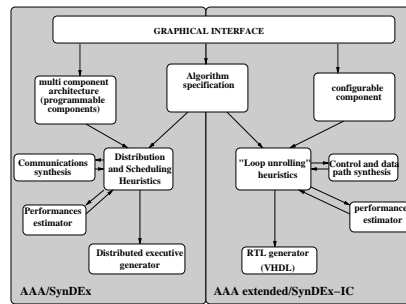 GRAPHICAL INTERFACE
multi component
architecture
(programmable
components)
Algorithm
specification
configurable
component
Communications
synthesis
Distribution
and Scheduling
Heuristics
"Loop unrolling"
heuristics
Control and data
path synthesis
Performances
estimator
performances
estimator
Distributed executive
generator
RTL generator
(VHDL)
AAA/SynDEx
AAA extended/SynDEx-IC